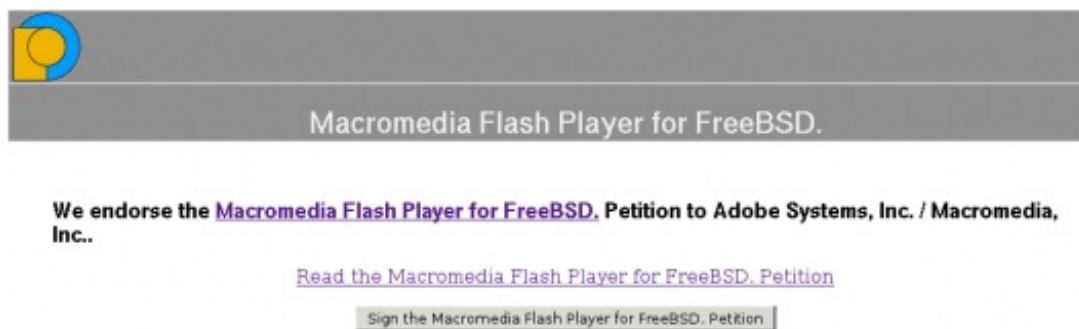 Macromedia Flash Player for FreeBSD.
We endorse the Macromedia Flash Player for FreeBSD. Petition to Adobe Systems, Inc. / Macromedia,
Inc..
Read the Macromedia Flash Player for FreeBSD. Petition
Sign the Macromedia Flash Player for FreeBSD. Petition